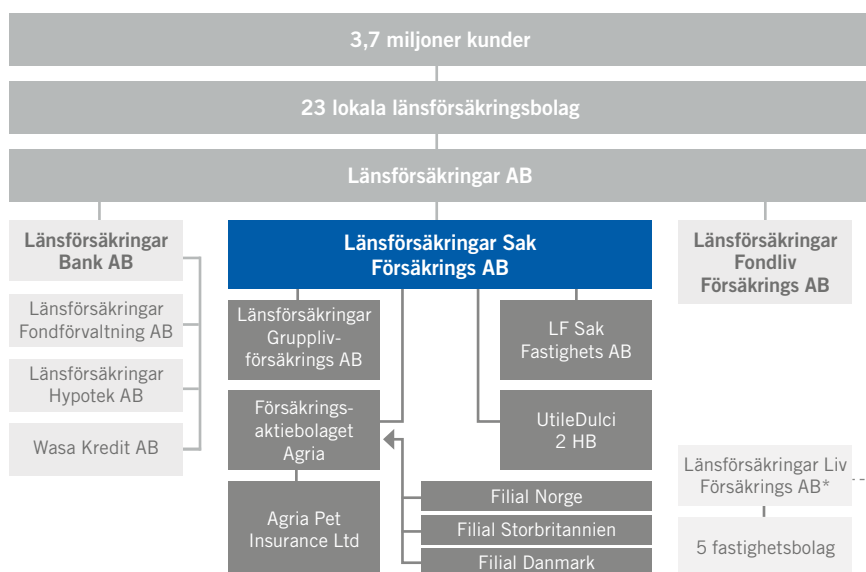 3,7 miljoner kunder
23 lokala länsförsäkringsbolag
Länsförsäkringar AB
Länsförsäkringar
Bank AB
Länsförsäkringar
Fondförvaltning AB
Länsförsäkringar
Hypotek AB
Wasa Kredit AB
Länsförsäkringar Sak
Försäkrings AB
Länsförsäkringar
Gruppliv-
försäkrings AB
Försäkrings-
aktiebolaget
Agria
Agria Pet
Insurance Ltd
LF Sak
Fastighets AB
UtileDulci
2 HB
Filial Norge
Filial Storbritannien
Filial Danmark
Länsförsäkringar
Fondliv
Försäkrings AB
Länsförsäkringar Liv
Försäkrings AB*
5 fastighetsbolag